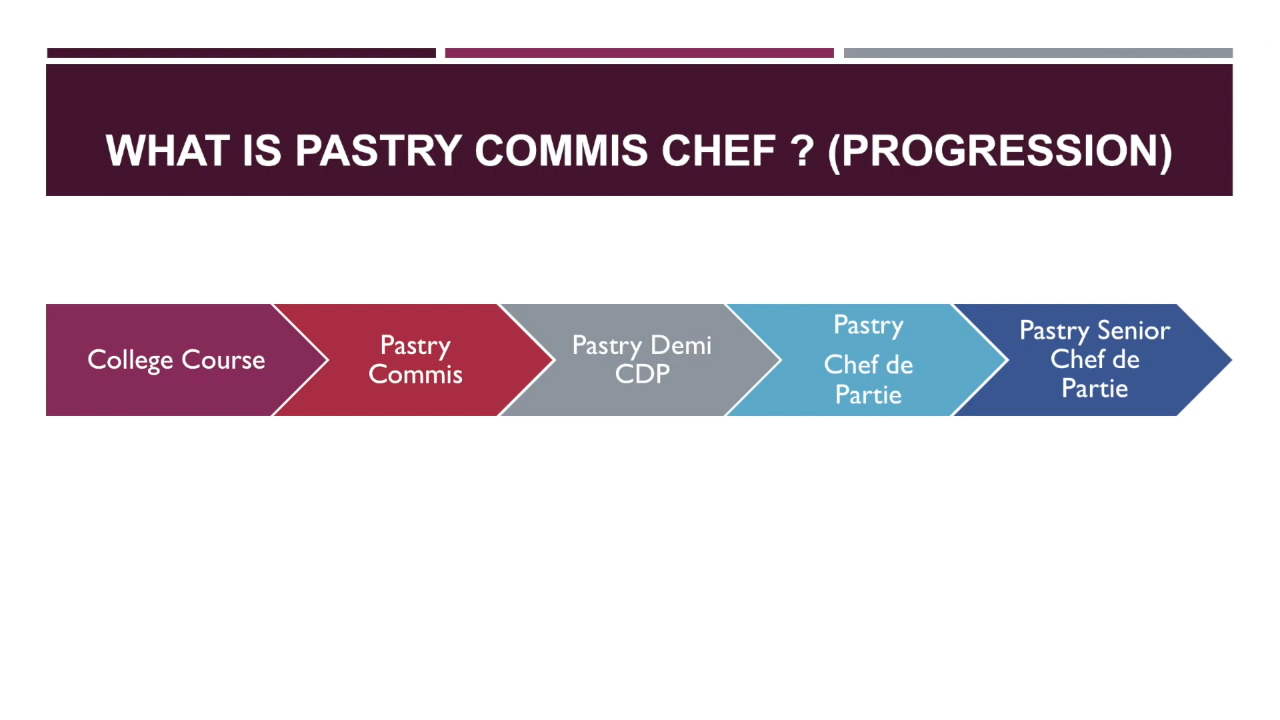 WHAT IS PASTRY COMMIS CHEF ? (PROGRESSION)
College Course
Pastry
Commis
Pastry Demi
CDP
Pastry
Chef de
Partie
Pastry Senior
Chef de
Partie